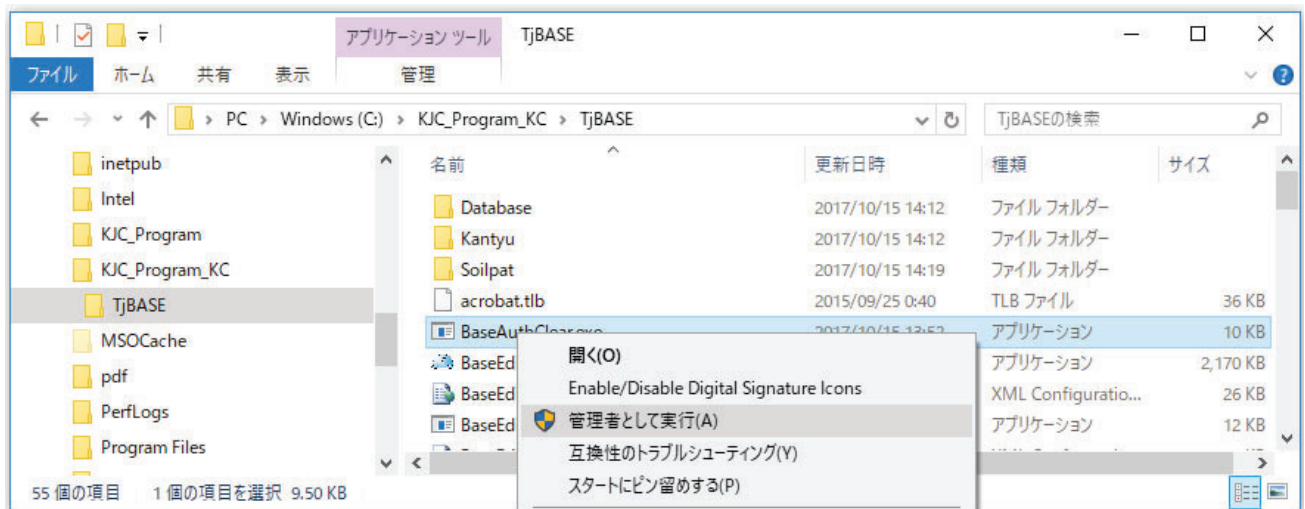 アプリケーション ツール TjBASE
ファイル ホーム 共有 表示 管理
PC > Windows (C:) > KJC_Program_KC > TjBASE TjBASEの検索
inetpub
Intel
KJC_Program
KJC_Program_KC
TjBASE
MSOCache
pdf
PerfLogs
Program Files
名前 更新日時 種類 サイズ
Database 2017/10/15 14:12 ファイル フォルダー
Kantyu 2017/10/15 14:12 ファイル フォルダー
Soilpat 2017/10/15 14:19 ファイル フォルダー
acrobat.tlb 2015/09/25 0:40 TLB ファイル 36 KB
BaseAuthClear.exe 2017/10/15 13:52 アプリケーション 10 KB
BaseEd アプリケーション 2,170 KB
BaseEd XML Configuratio... 26 KB
BaseEd アプリケーション 12 KB
開く(O)
Enable/Disable Digital Signature Icons
管理者として実行(A)
互換性のトラブルシューティング(Y)
スタートにピン留めする(P)
55 個の項目 1 個の項目を選択 9.50 KB